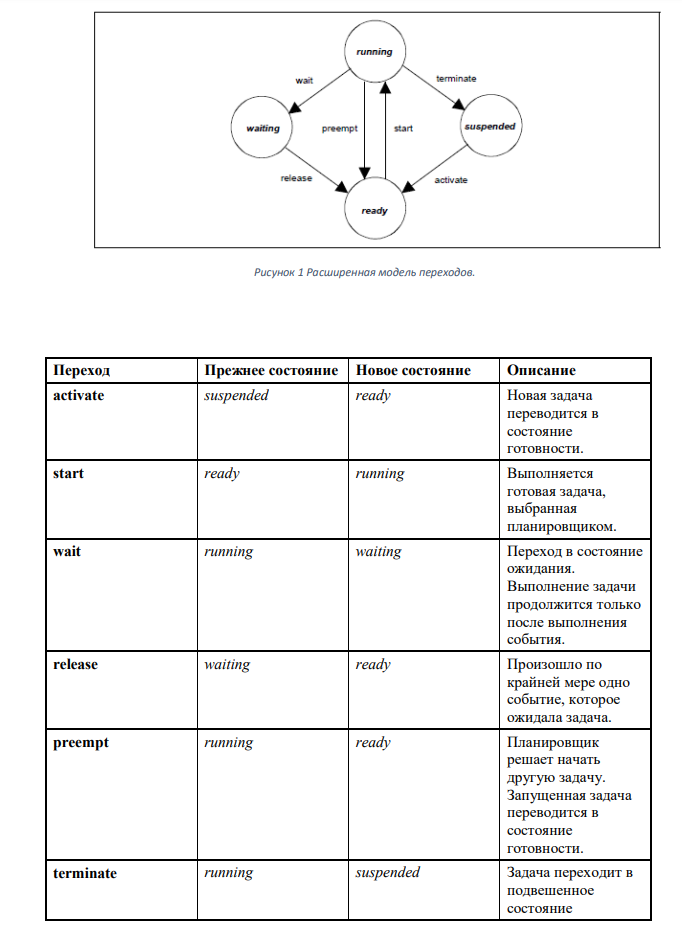 running
wait
terminate
waiting
preempt
start
suspended
release
activate
ready
Рисунок 1 Расширенная модель переходов.
Переход Прежнее состояние Новое состояние Описание
activate suspended ready Новая задача
переводится в
состояние
готовности.
start ready running Выполняется
готовая задача,
выбранная
планировщиком.
wait running waiting Переход в состояние
ожидания.
Выполнение задачи
продолжится только
после выполнения
события.
release waiting ready Произошло по
крайней мере одно
событие, которое
ожидала задача.
preempt running ready Планировщик
решает начать
другую задачу.
Запущенная задача
переводится в
состояние
готовности.
terminate running suspended Задача переходит в
подвешенное
состояние